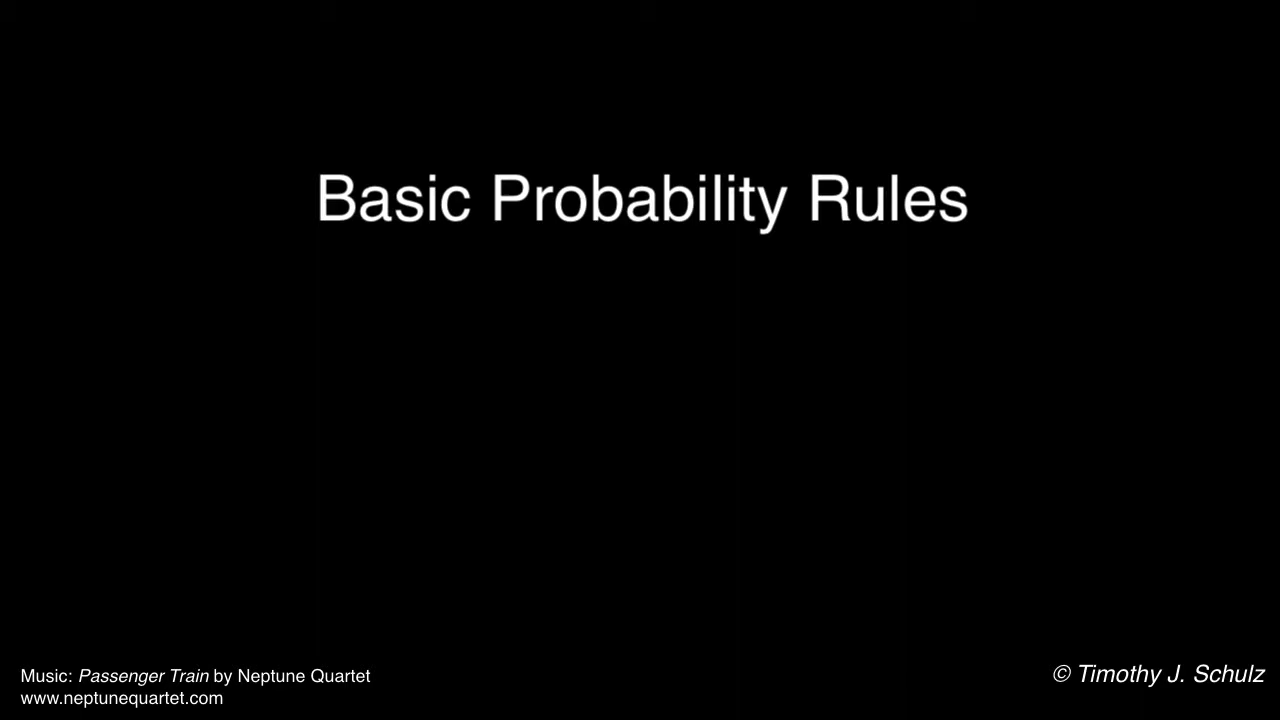 Basic Probability Rules
Music: Passenger Train by Neptune Quartet
www.neptunequartet.com
© Timothy J. Schulz